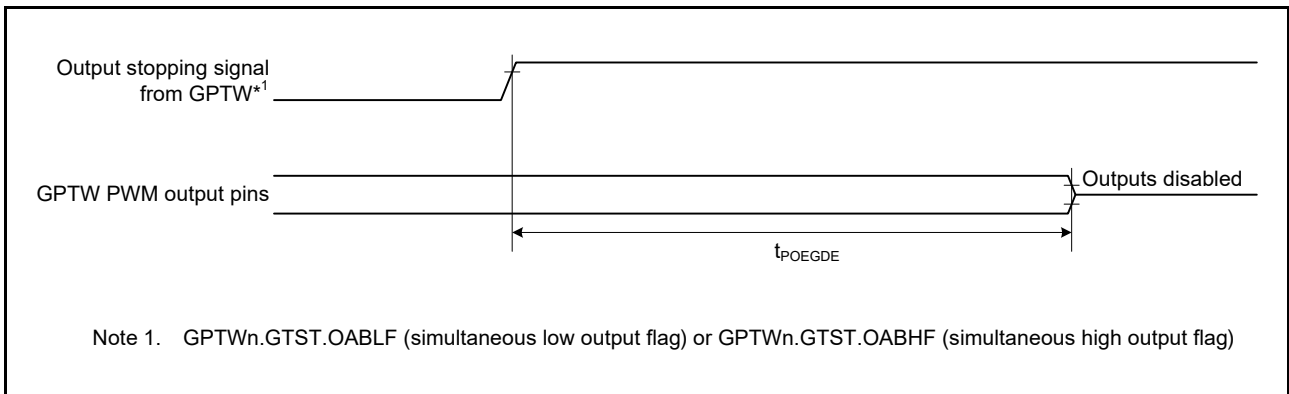 Output stopping signal
from GPTW*1
GPTW PWM output pins
Outputs disabled
tPOEGDE
Note 1. GPTWn.GTST.OABLF (simultaneous low output flag) or GPTWn.GTST.OABHF (simultaneous high output flag)